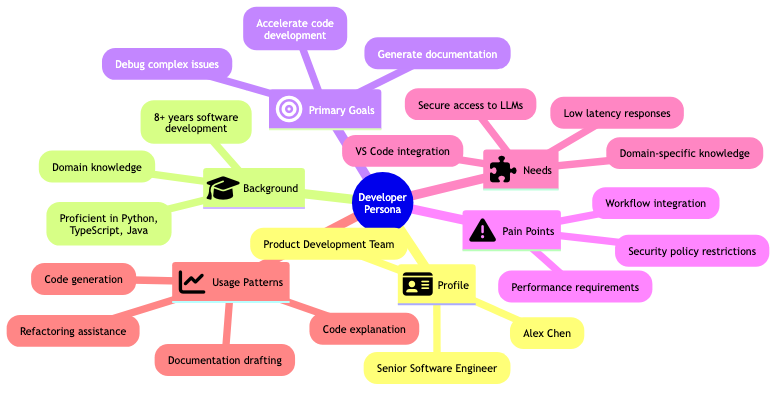 Accelerate code
development
Debug complex issues
Generate documentation
Primary Goals
8+ years software
development
Domain knowledge
Proficient in Python,
TypeScript, Java
Background
Secure access to LLMs
Low latency responses
VS Code integration
Domain-specific knowledge
Needs
Developer
Persona
Workflow integration
Security policy restrictions
Performance requirements
Pain Points
Product Development Team
Profile
Alex Chen
Senior Software Engineer
Usage Patterns
Code generation
Refactoring assistance
Documentation drafting
Code explanation